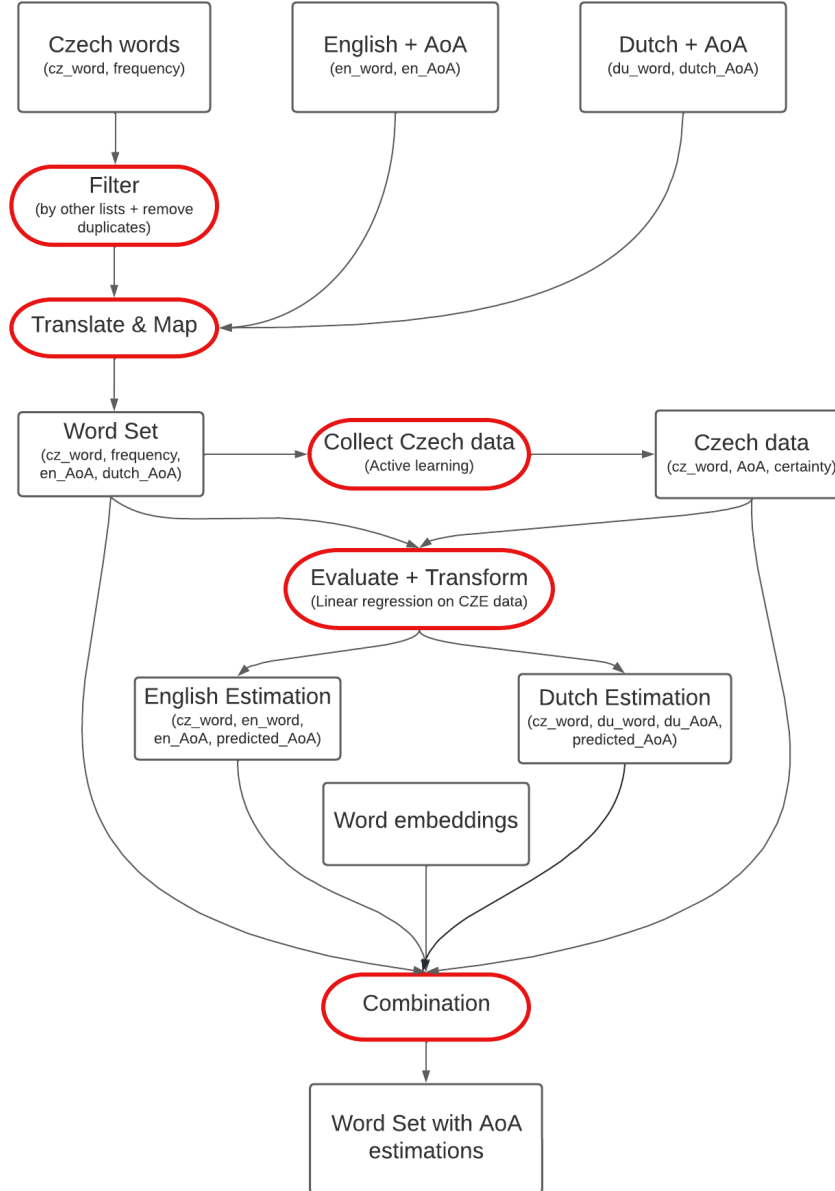 Czech words
(cz_word, frequency)
English + AoA
(en_word, en_AoA)
Dutch + AoA
(du_word, dutch_AoA)
Filter
(by other lists + remove
duplicates)
Translate & Map
Word Set
(cz_word, frequency,
en_AoA, dutch_AoA)
Collect Czech data
(Active learning)
Czech data
(cz_word, AoA, certainty)
Evaluate + Transform
(Linear regression on CZE data)
English Estimation
(cz_word, en_word,
en_AoA, predicted_AoA)
Dutch Estimation
(cz_word, du_word, du_AoA,
predicted_AoA)
Word embeddings
Combination
Word Set with AoA
estimations